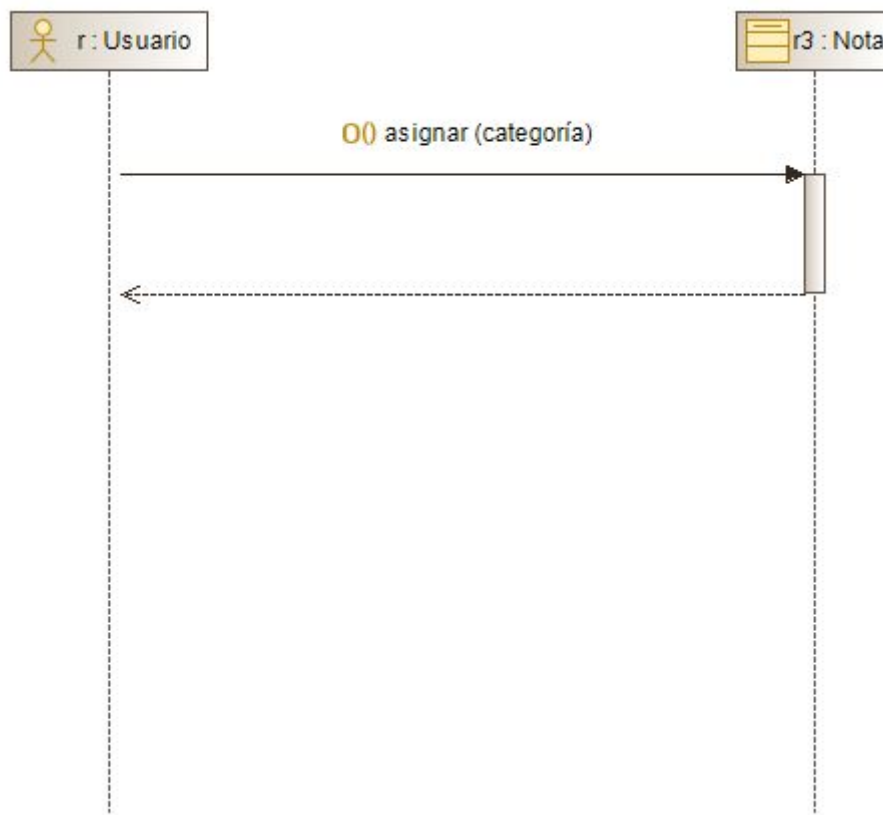 r : Usuario
r3 : Nota
O() asignar (categoría)